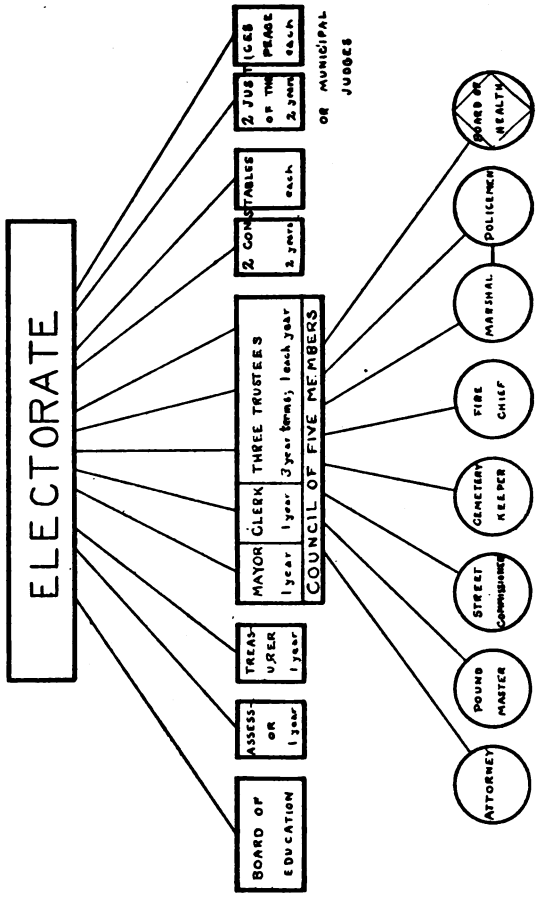 ELECTORATE
BOARD OF
EDUCATION
ASSESS-
OR
1 year
TREAS-
URER
1 year
MAYOR
1 year
CLERK
1 year
THREE TRUSTEES
3 year terms; 1 each year
COUNCIL OF FIVE MEMBERS
2 CONSTABLES
2 years each
2 JUSTICES
OF THE PEACE
2 years each
OR MUNICIPAL
JUDGES
ATTORNEY
POUND
MASTER
STREET
COMMISSIONER
CEMETERY
KEEPER
FIRE
CHIEF
MARSHAL
POLICEMEN
BOARD OF
HEALTH